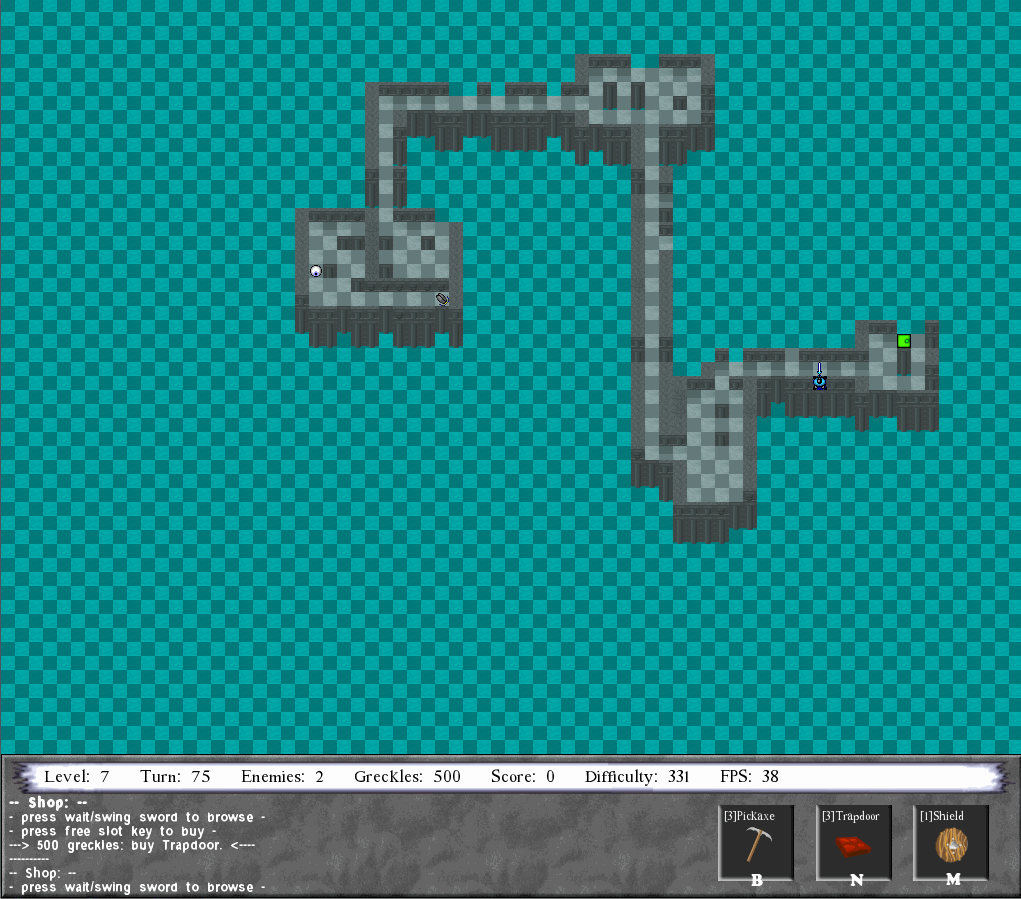 Level: 7 Turn: 75 Enemies: 2 Greckles: 500 Score: 0 Difficulty: 331 FPS: 38
-- Shop: --
- press wait/swing sword to browse -
- press free slot key to buy -
---> 500 greckles: buy Trapdoor. <----
----------
-- Shop: --
- press wait/swing sword to browse -
[3]Pickaxe [3]Trapdoor [1]Shield
B N M